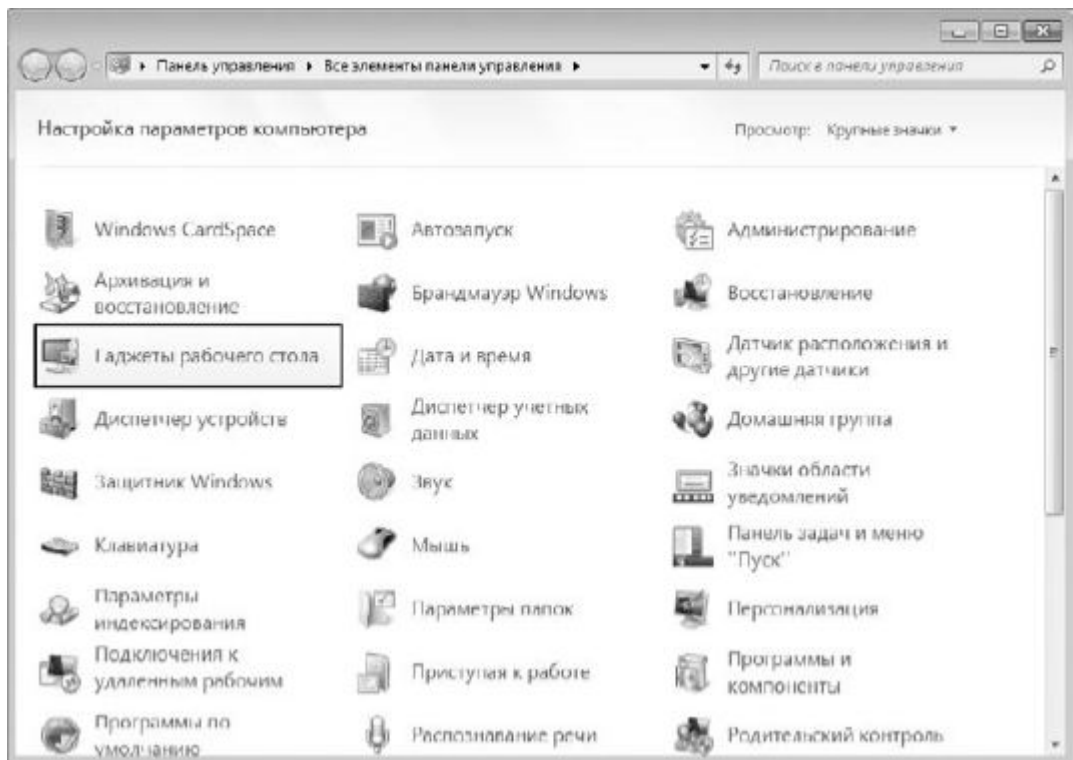 Панель управления ▸ Все элементы панели управления ▸
Поиск в панели управления
Настройка параметров компьютера
Просмотр: Крупные значки
Windows CardSpace
Автозапуск
Администрирование
Архивация и
восстановление
Брандмауэр Windows
Восстановление
Гаджеты рабочего стола
Дата и время
Датчик расположения и
другие датчики
Диспетчер устройств
Диспетчер учетных
данных
Домашняя группа
Защитник Windows
Звук
Значки области
уведомлений
Клавиатура
Мышь
Панель задач и меню
"Пуск"
Параметры
индексирования
Параметры папок
Персонализация
Подключения к
удаленным рабочим
Приступая к работе
Программы и
компоненты
Программы по
умолчанию
Распознавание речи
Родительский контроль